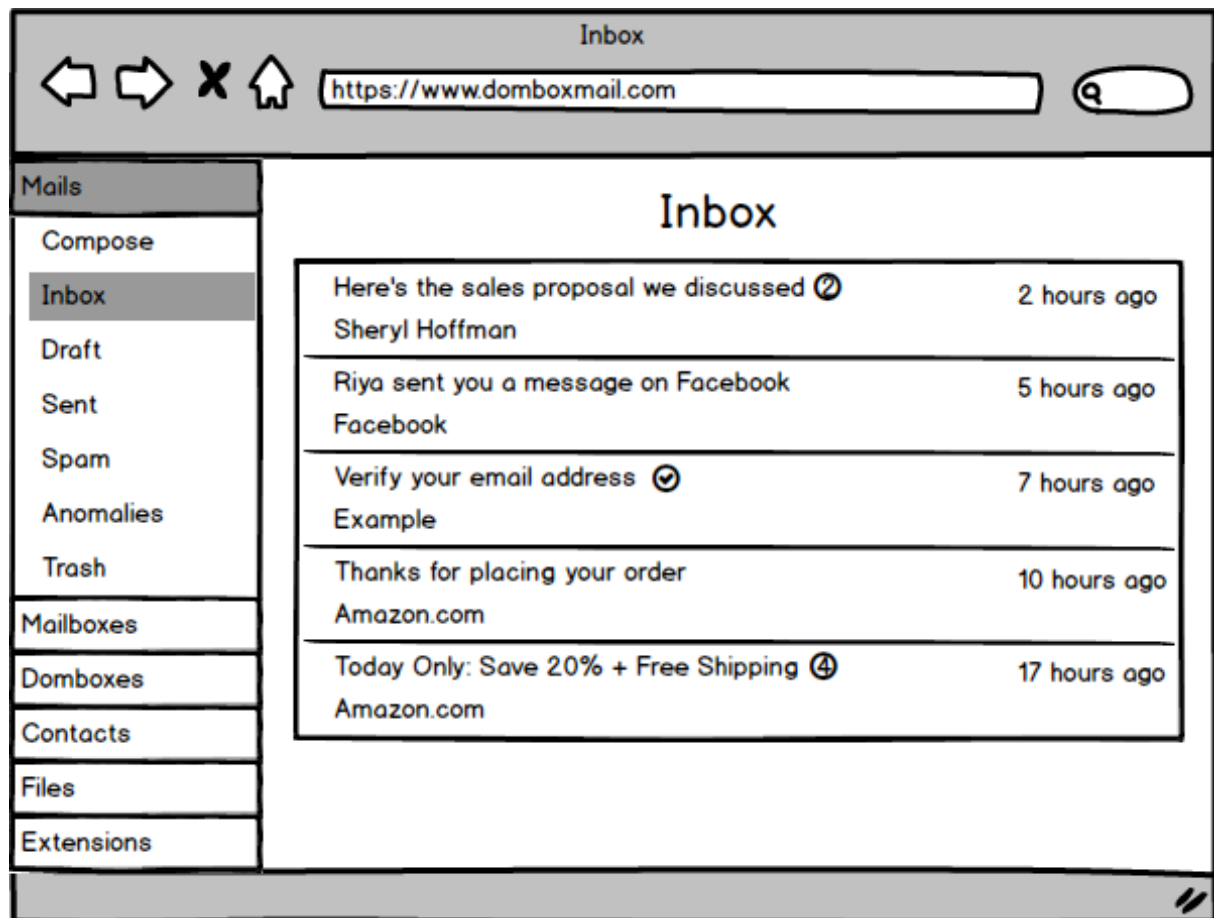 Inbox
https://www.domboxmail.com
Mails
Compose
Inbox
Draft
Sent
Spam
Anomalies
Trash
Mailboxes
Domboxes
Contacts
Files
Extensions
Inbox
Here's the sales proposal we discussed ②
2 hours ago
Sheryl Hoffman
Riya sent you a message on Facebook
5 hours ago
Facebook
Verify your email address
7 hours ago
Example
Thanks for placing your order
10 hours ago
Amazon.com
Today Only: Save 20% + Free Shipping ④
17 hours ago
Amazon.com